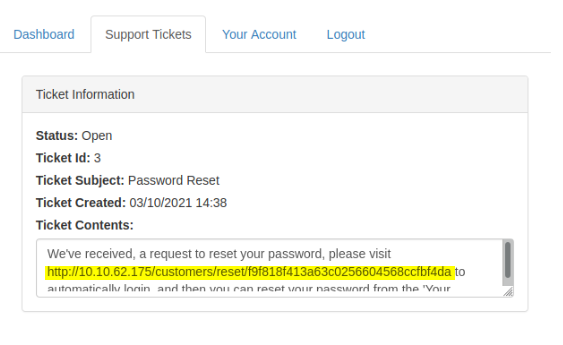 Dashboard
Support Tickets
Your Account
Logout
Ticket Information
Status: Open
Ticket Id: 3
Ticket Subject: Password Reset
Ticket Created: 03/10/2021 14:38
Ticket Contents:
We've received, a request to reset your password, please visit
http://10.10.62.175/customers/reset/f9f818f413a63c0256604568ccfbf4da to
automatically login, and then you can reset your password from the 'Your